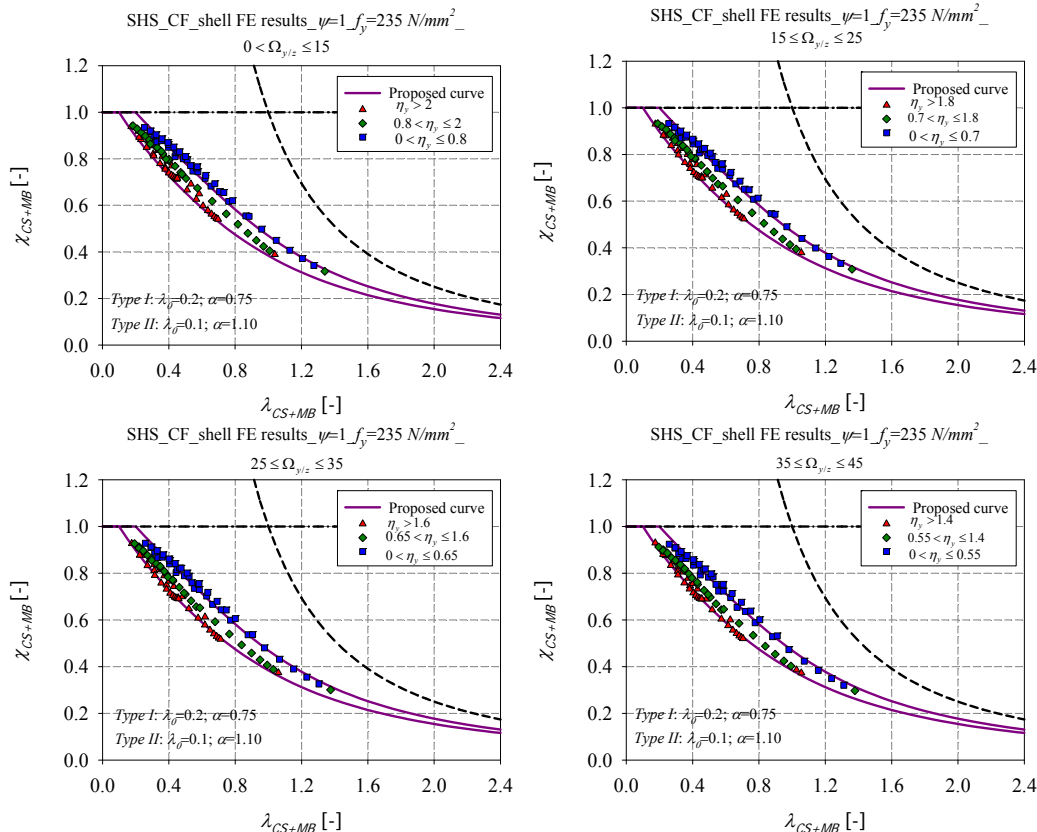 SHS_CF_shell FE results_ψ=1_f_y=235 N/mm²_
0 < Ω_y/z ≤ 15
1.2
1.0
0.8
0.6
0.4
0.2
0.0
χ_CS+MB [-]
Proposed curve
η_y > 2
0.8 < η_y ≤ 2
0 < η_y ≤ 0.8
Type I: λ_0=0.2; α=0.75
Type II: λ_0=0.1; α=1.10
0.0 0.4 0.8 1.2 1.6 2.0 2.4
λ_CS+MB [-]
SHS_CF_shell FE results_ψ=1_f_y=235 N/mm²_
15 ≤ Ω_y/z ≤ 25
1.2
1.0
0.8
0.6
0.4
0.2
0.0
χ_CS+MB [-]
Proposed curve
η_y > 1.8
0.7 < η_y ≤ 1.8
0 < η_y ≤ 0.7
Type I: λ_0=0.2; α=0.75
Type II: λ_0=0.1; α=1.10
0.0 0.4 0.8 1.2 1.6 2.0 2.4
λ_CS+MB [-]
SHS_CF_shell FE results_ψ=1_f_y=235 N/mm²_
25 ≤ Ω_y/z ≤ 35
1.2
1.0
0.8
0.6
0.4
0.2
0.0
χ_CS+MB [-]
Proposed curve
η_y > 1.6
0.65 < η_y ≤ 1.6
0 < η_y ≤ 0.65
Type I: λ_0=0.2; α=0.75
Type II: λ_0=0.1; α=1.10
0.0 0.4 0.8 1.2 1.6 2.0 2.4
λ_CS+MB [-]
SHS_CF_shell FE results_ψ=1_f_y=235 N/mm²_
35 ≤ Ω_y/z ≤ 45
1.2
1.0
0.8
0.6
0.4
0.2
0.0
χ_CS+MB [-]
Proposed curve
η_y > 1.4
0.55 < η_y ≤ 1.4
0 < η_y ≤ 0.55
Type I: λ_0=0.2; α=0.75
Type II: λ_0=0.1; α=1.10
0.0 0.4 0.8 1.2 1.6 2.0 2.4
λ_CS+MB [-]